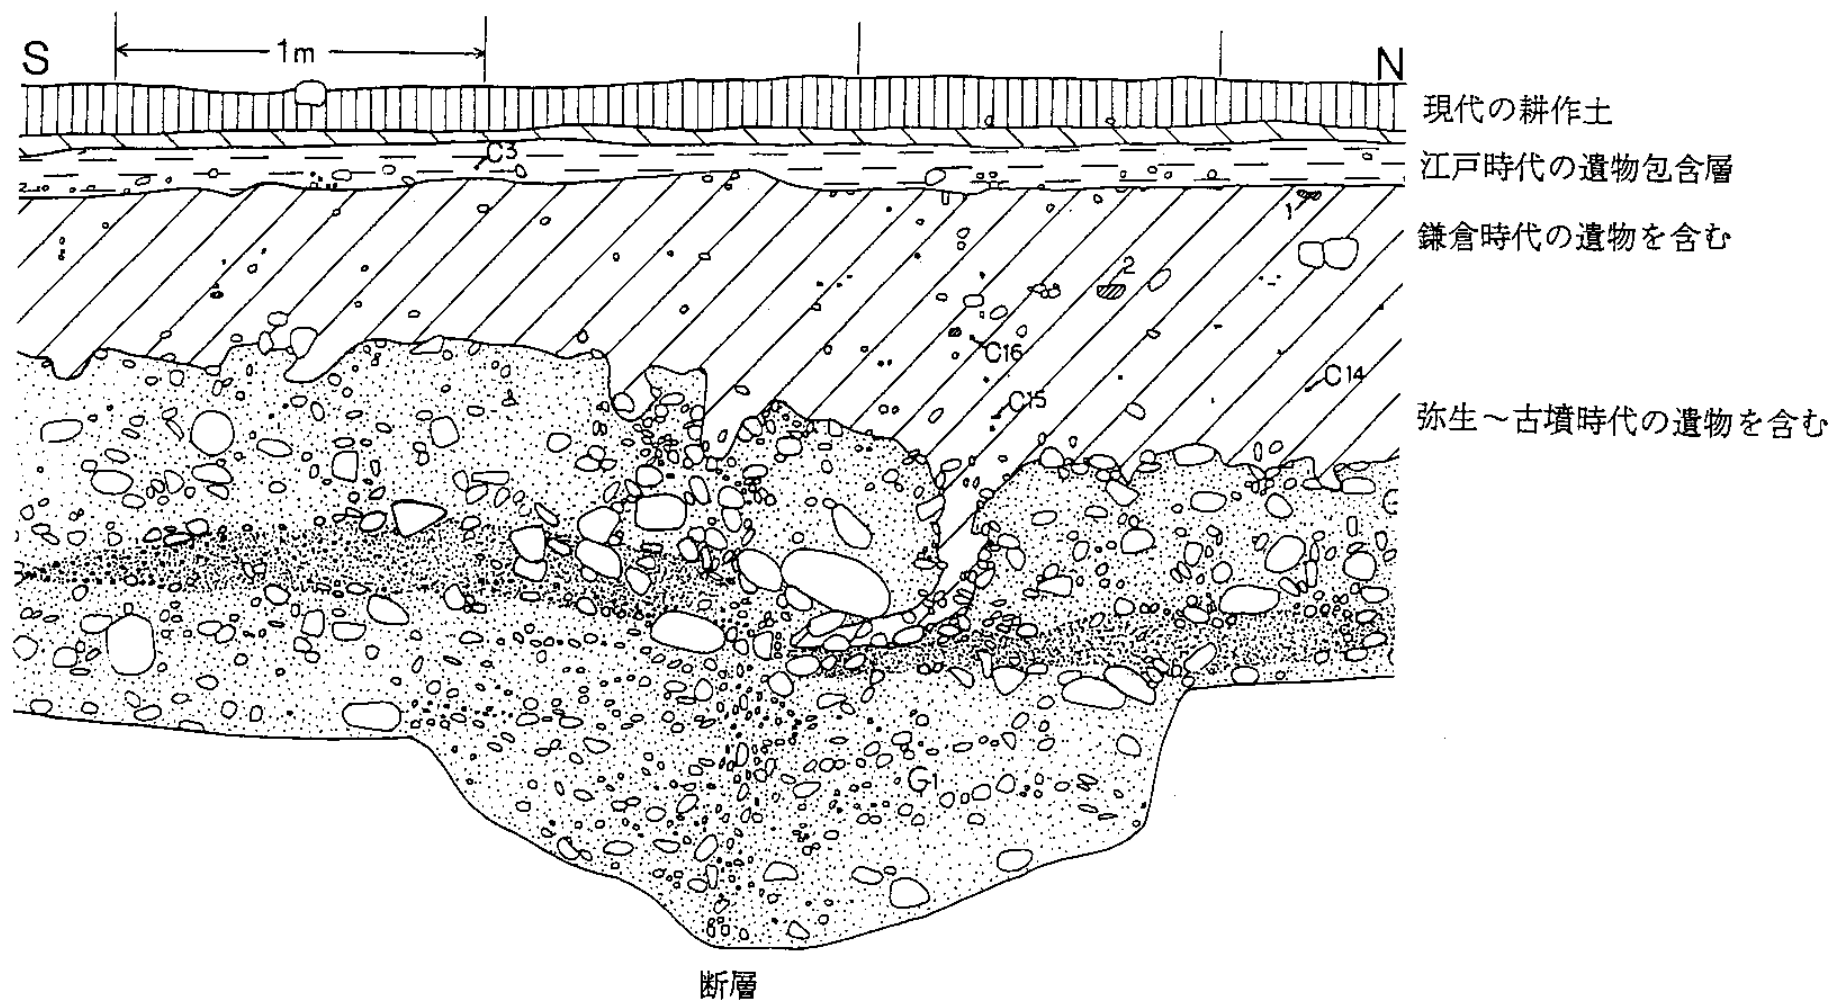 S
1m
N
現代の耕作土
C3
江戸時代の遺物包含層
1
鎌倉時代の遺物を含む
2
C16
C14
C15
弥生～古墳時代の遺物を含む
G1
断層